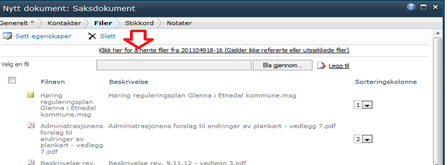 Nytt dokument: Saksdokument
Generelt * Kontakter Filer Stikkord Notater
Sett egenskaper Slett
Klikk her for å hente filer fra 201104918-16 (Gjelder ikke refererte eller utsjekkede filer)
Velg en fil Bla gjennom... Legg til
Filnavn Beskrivelse Sorteringskolonne
Høring Høring reguleringsplan Glenna i Etnedal
reguleringsplan kommune.msg
Glenna i Etnedal 1
kommune.msg
Administrasjonens Administrasjonens forslag til endringer av plankart -
forslag til vedlegg 7.pdf
endringer av 2
plankart - vedlegg
7.pdf
Beskrivelse rev. Beskrivelse rev. 9.11.12 - vedlegg 3.pdf